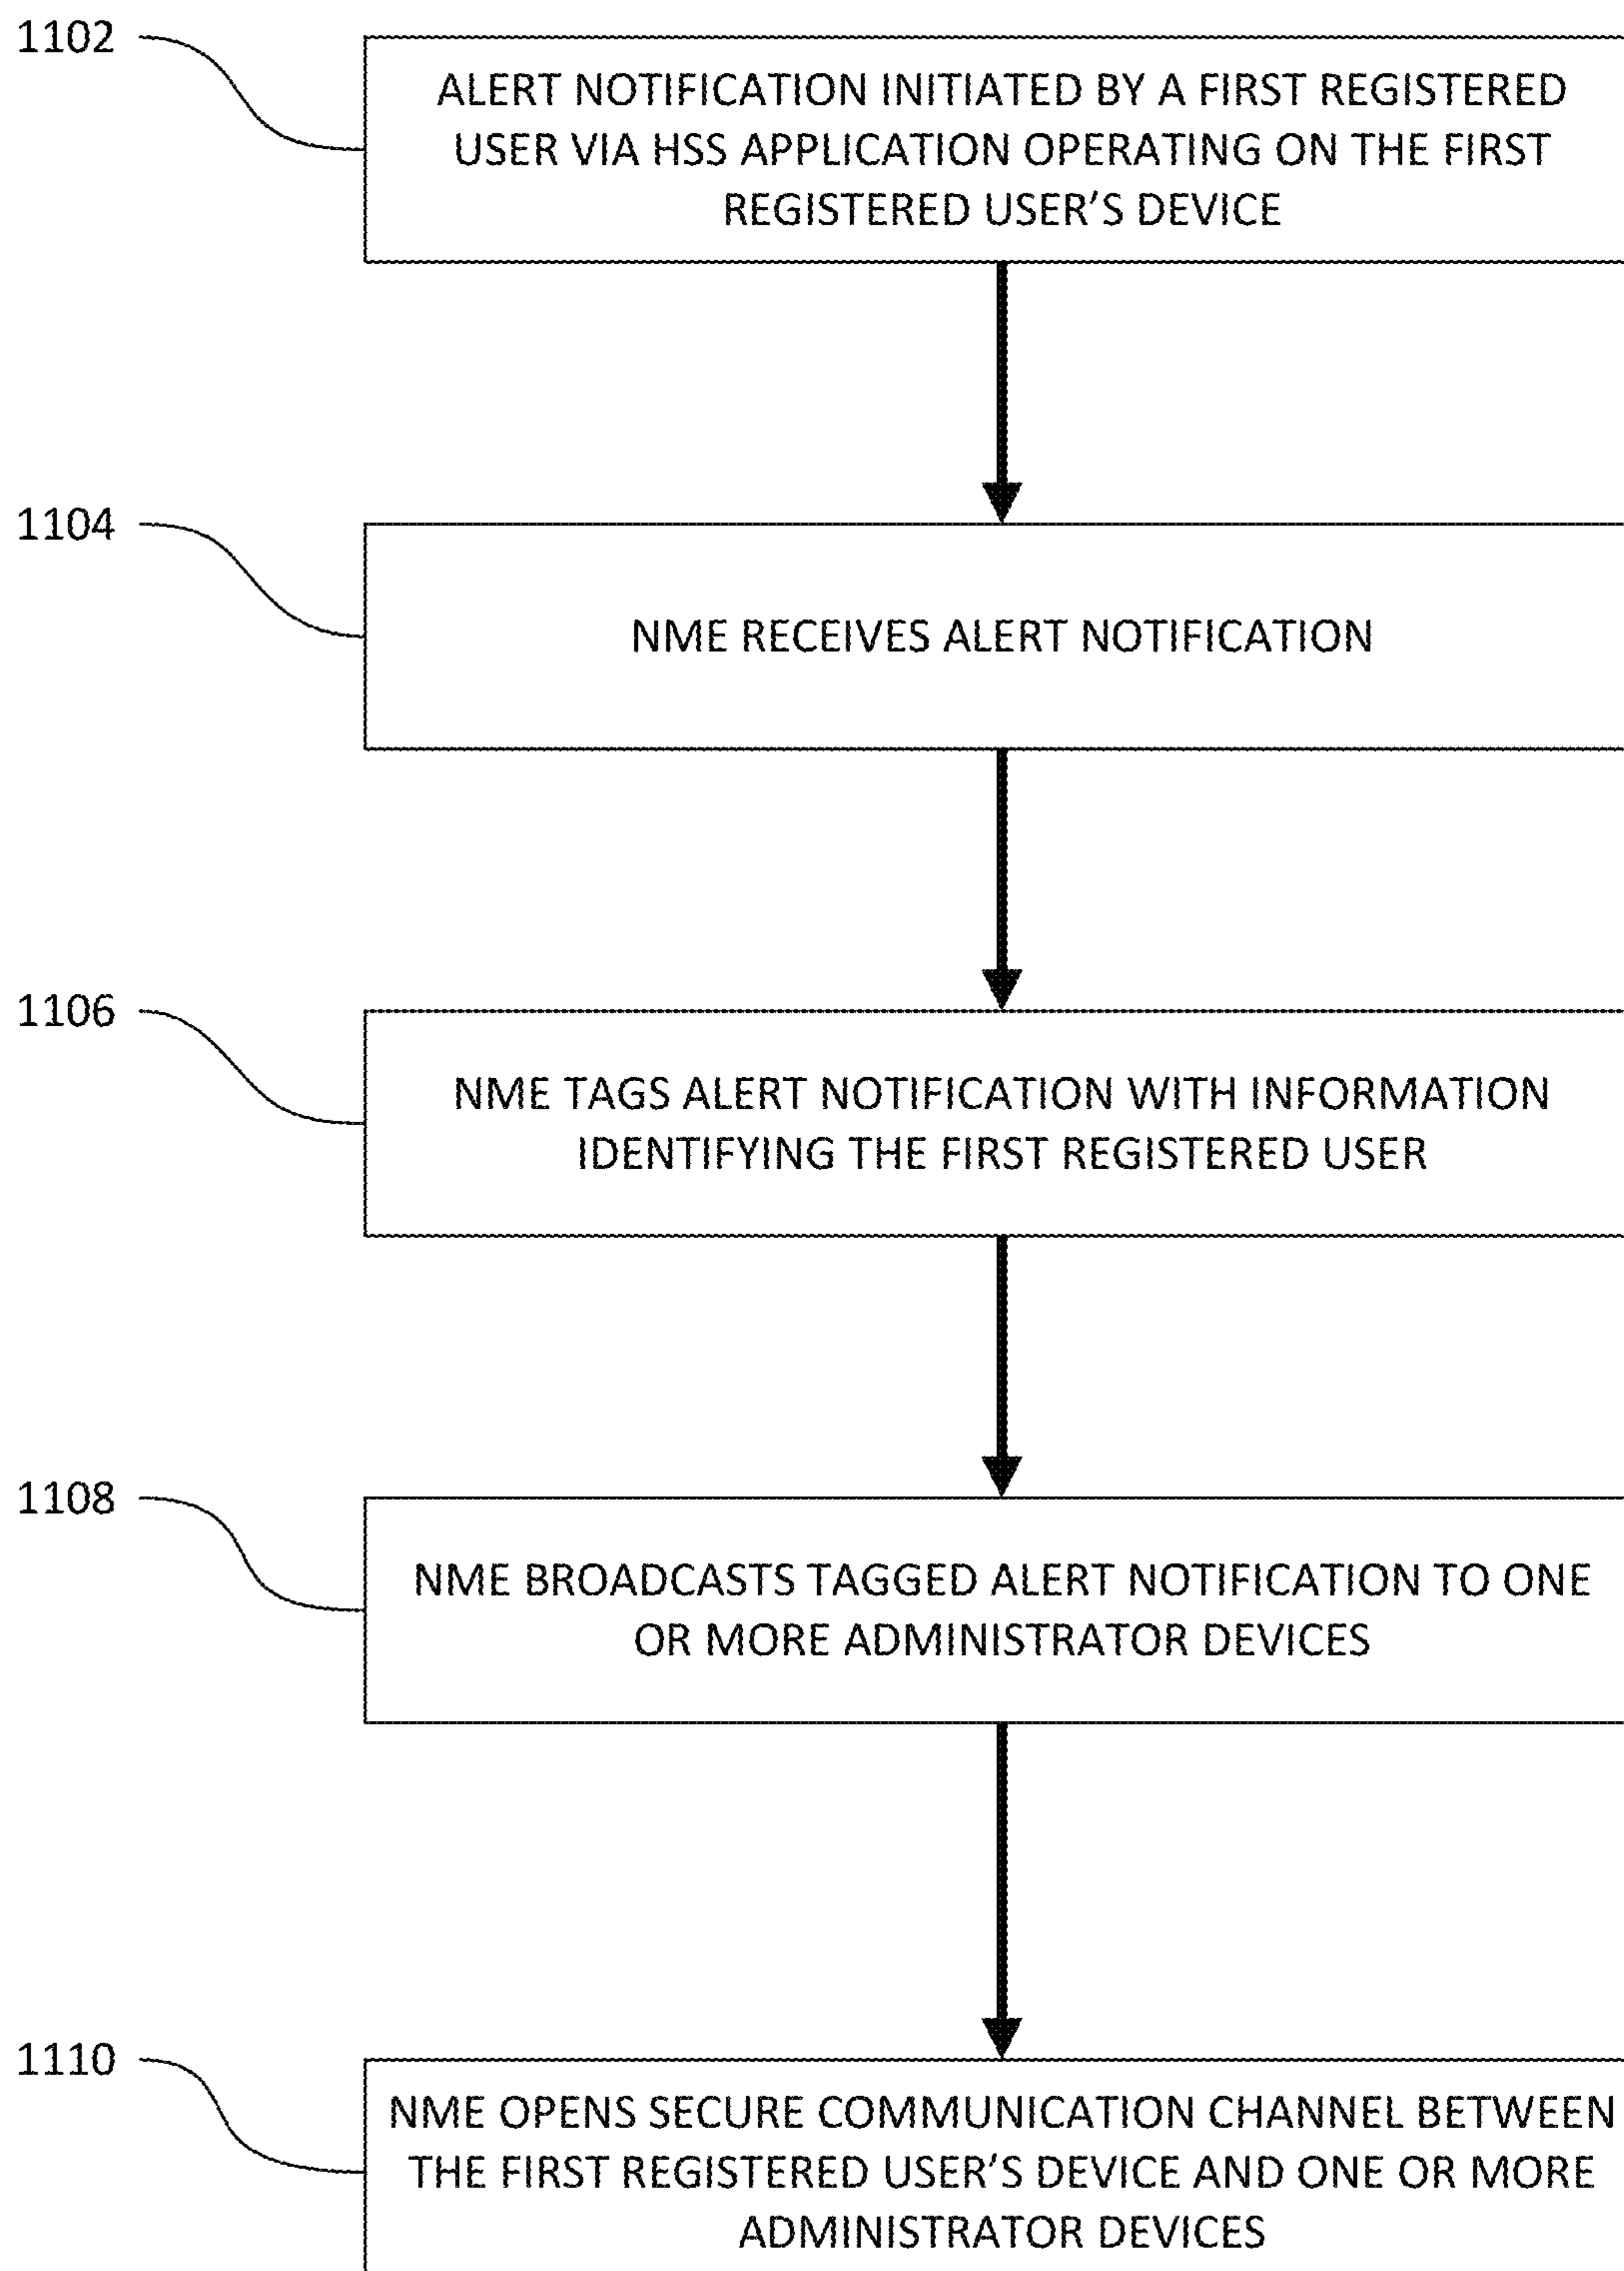 1102
ALERT NOTIFICATION INITIATED BY A FIRST REGISTERED
USER VIA HSS APPLICATION OPERATING ON THE FIRST
REGISTERED USER'S DEVICE
1104
NME RECEIVES ALERT NOTIFICATION
1106
NME TAGS ALERT NOTIFICATION WITH INFORMATION
IDENTIFYING THE FIRST REGISTERED USER
1108
NME BROADCASTS TAGGED ALERT NOTIFICATION TO ONE
OR MORE ADMINISTRATOR DEVICES
1110
NME OPENS SECURE COMMUNICATION CHANNEL BETWEEN
THE FIRST REGISTERED USER'S DEVICE AND ONE OR MORE
ADMINISTRATOR DEVICES